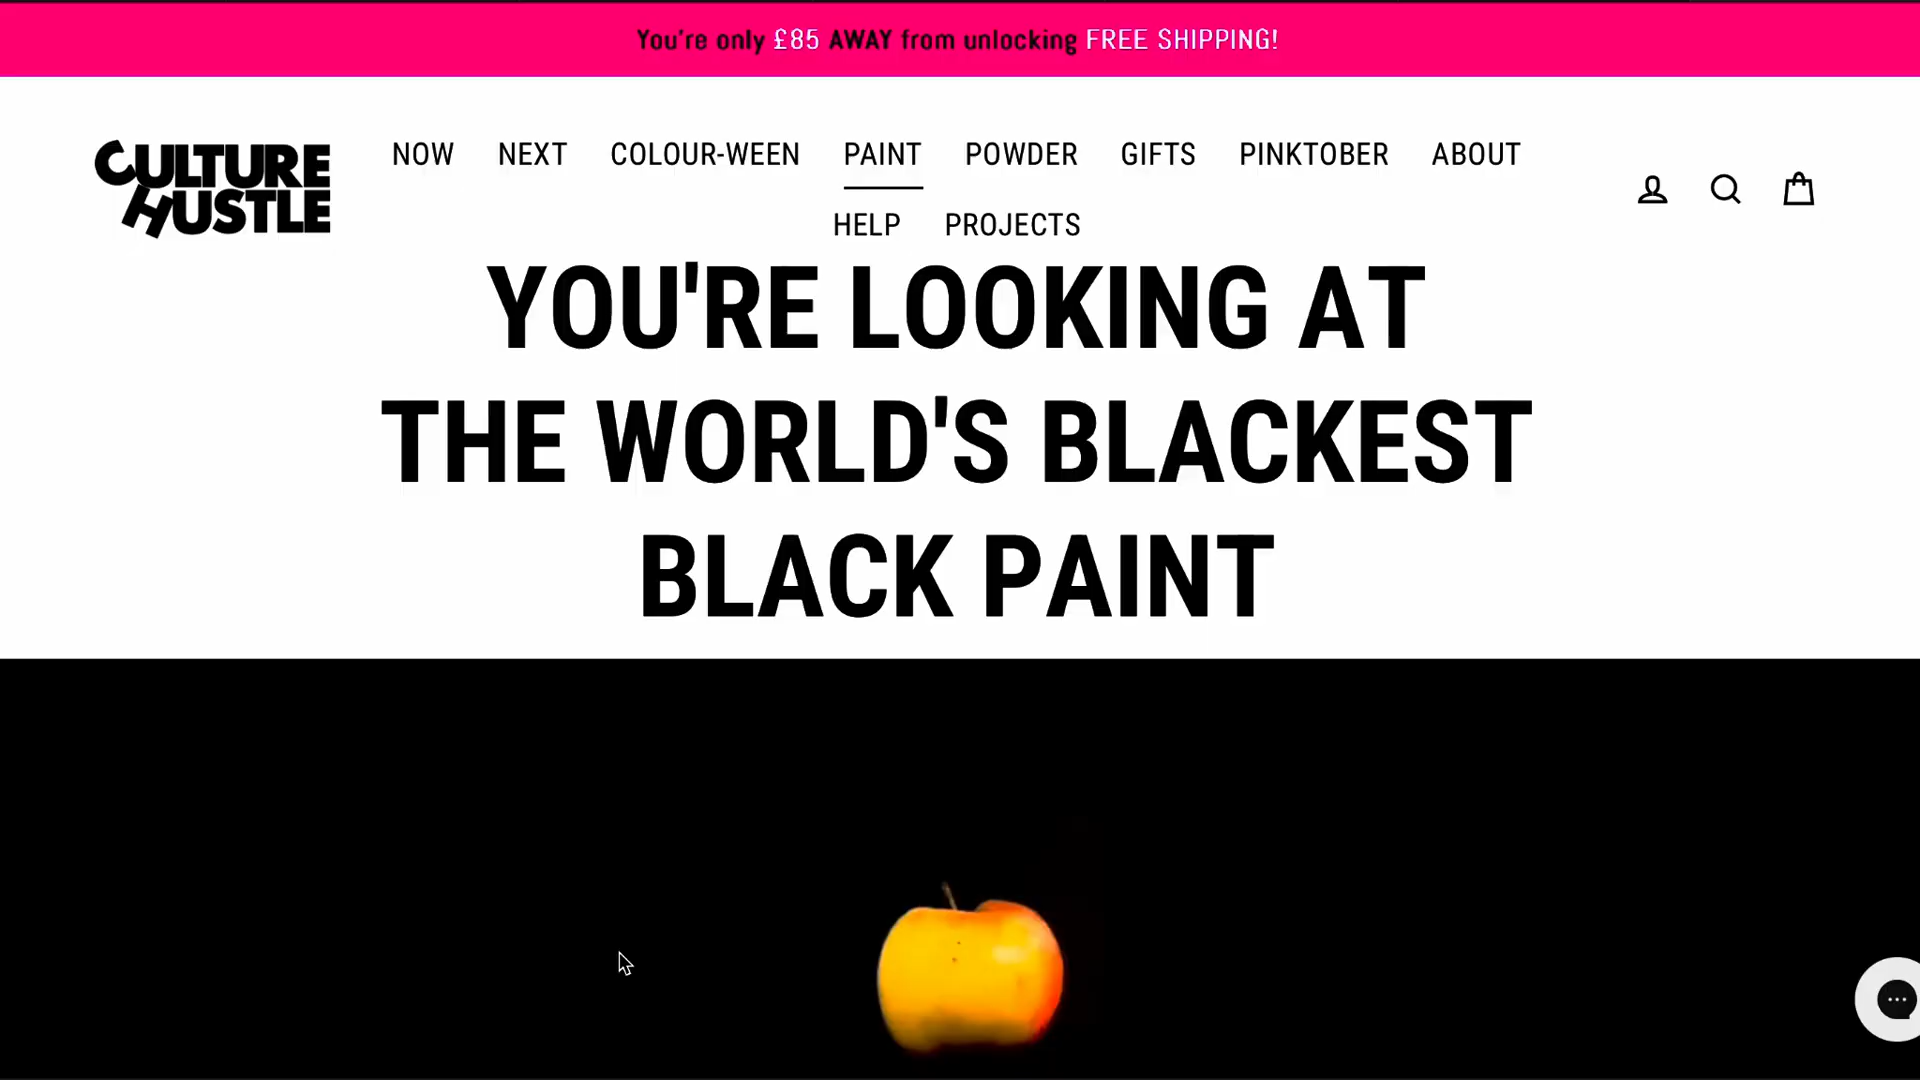 You're only £85 AWAY from unlocking FREE SHIPPING!
CULTURE
HUSTLE
NOW NEXT COLOUR-WEEN PAINT POWDER GIFTS PINKTOBER ABOUT
HELP PROJECTS
YOU'RE LOOKING AT
THE WORLD'S BLACKEST
BLACK PAINT